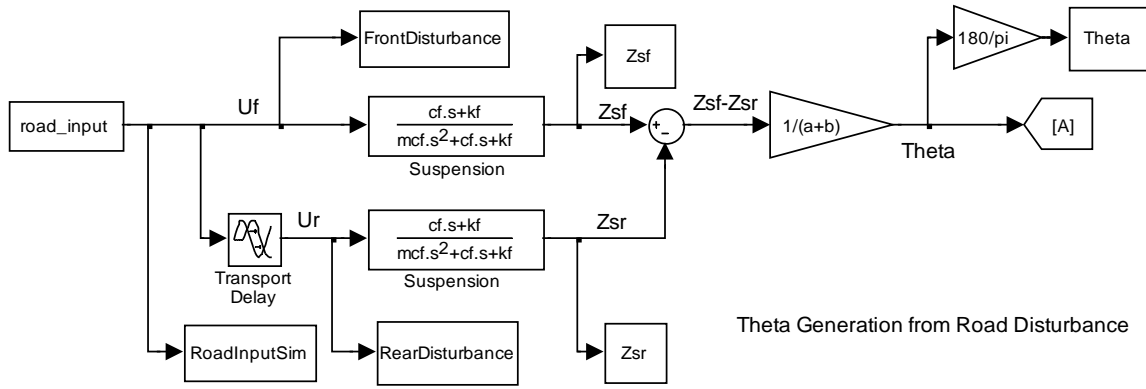 FrontDisturbance
Zsf
180/pi
Theta
road_input
Uf
cf.s+kf
mcf.s²+cf.s+kf
Suspension
Zsf
+
−
Zsf-Zsr
1/(a+b)
Theta
[A]
Transport
Delay
Ur
cf.s+kf
mcf.s²+cf.s+kf
Suspension
Zsr
RoadInputSim
RearDisturbance
Zsr
Theta Generation from Road Disturbance